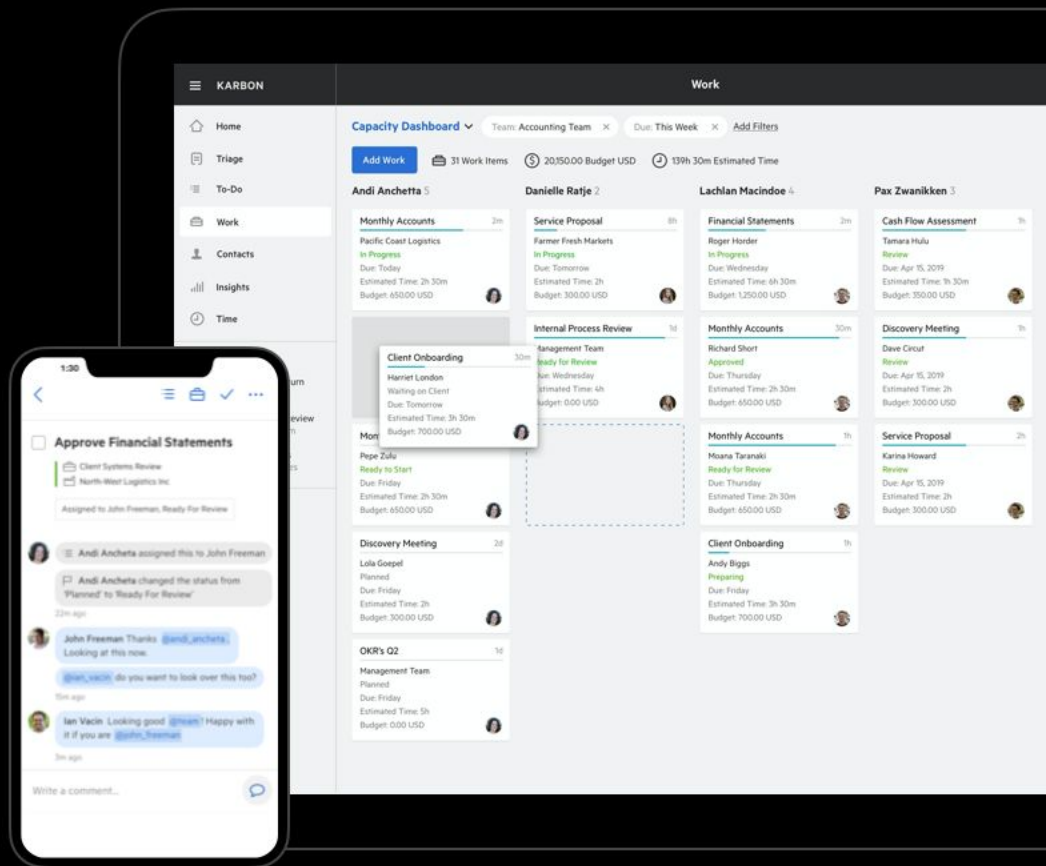 KARBON
Work
Home
Triage
To-Do
Work
Contacts
Insights
Time
Capacity Dashboard
Team: Accounting Team ×
Due: This Week ×
Add Filters
Add Work
31 Work Items
$ 20,150.00 Budget USD
139h 30m Estimated Time
Andi Anchetta 5
Monthly Accounts 2m
Pacific Coast Logistics
In Progress
Due: Today
Estimated Time: 2h 30m
Budget: 650.00 USD
Client Onboarding 30m
Harriet London
Waiting on Client
Due: Tomorrow
Estimated Time: 3h 30m
Budget: 700.00 USD
Mon
Pepe Zulu
Ready to Start
Due: Friday
Estimated Time: 2h 30m
Budget: 650.00 USD
Discovery Meeting 2d
Lola Goepel
Planned
Due: Friday
Estimated Time: 2h
Budget: 300.00 USD
OKR's Q2 1d
Management Team
Planned
Due: Friday
Estimated Time: 5h
Budget: 0.00 USD
Danielle Ratje 2
Service Proposal 8h
Farmer Fresh Markets
In Progress
Due: Tomorrow
Estimated Time: 2h
Budget: 300.00 USD
Internal Process Review 1d
Management Team
eady for Review
Due: Wednesday
stimated Time: 4h
udget: 0.00 USD
Lachlan Macindoe 4
Financial Statements 2m
Roger Horder
In Progress
Due: Wednesday
Estimated Time: 6h 30m
Budget: 1,250.00 USD
Monthly Accounts 30m
Richard Short
Approved
Due: Thursday
Estimated Time: 2h 30m
Budget: 650.00 USD
Monthly Accounts 1h
Moana Taranaki
Ready for Review
Due: Thursday
Estimated Time: 2h 30m
Budget: 650.00 USD
Client Onboarding 1h
Andy Biggs
Preparing
Due: Friday
Estimated Time: 3h 30m
Budget: 700.00 USD
Pax Zwanikken 3
Cash Flow Assessment 1h
Tamara Hulu
Review
Due: Apr 15, 2019
Estimated Time: 1h 30m
Budget: 350.00 USD
Discovery Meeting 1h
Dave Circut
Review
Due: Apr 15, 2019
Estimated Time: 2h
Budget: 300.00 USD
Service Proposal 2h
Karina Howard
Review
Due: Apr 15, 2019
Estimated Time: 2h
Budget: 300.00 USD
1:30
Approve Financial Statements
Client Systems Review
North-West Logistics Inc
Assigned to John Freeman, Ready For Review
Andi Ancheta assigned this to John Freeman
Andi Ancheta changed the status from
'Planned' to 'Ready For Review'
22m ago
John Freeman Thanks @andi_ancheta.
Looking at this now.
@ian_vacin do you want to look over this too?
15m ago
Ian Vacin Looking good @team! Happy with
it if you are @john_freeman
3m ago
Write a comment...